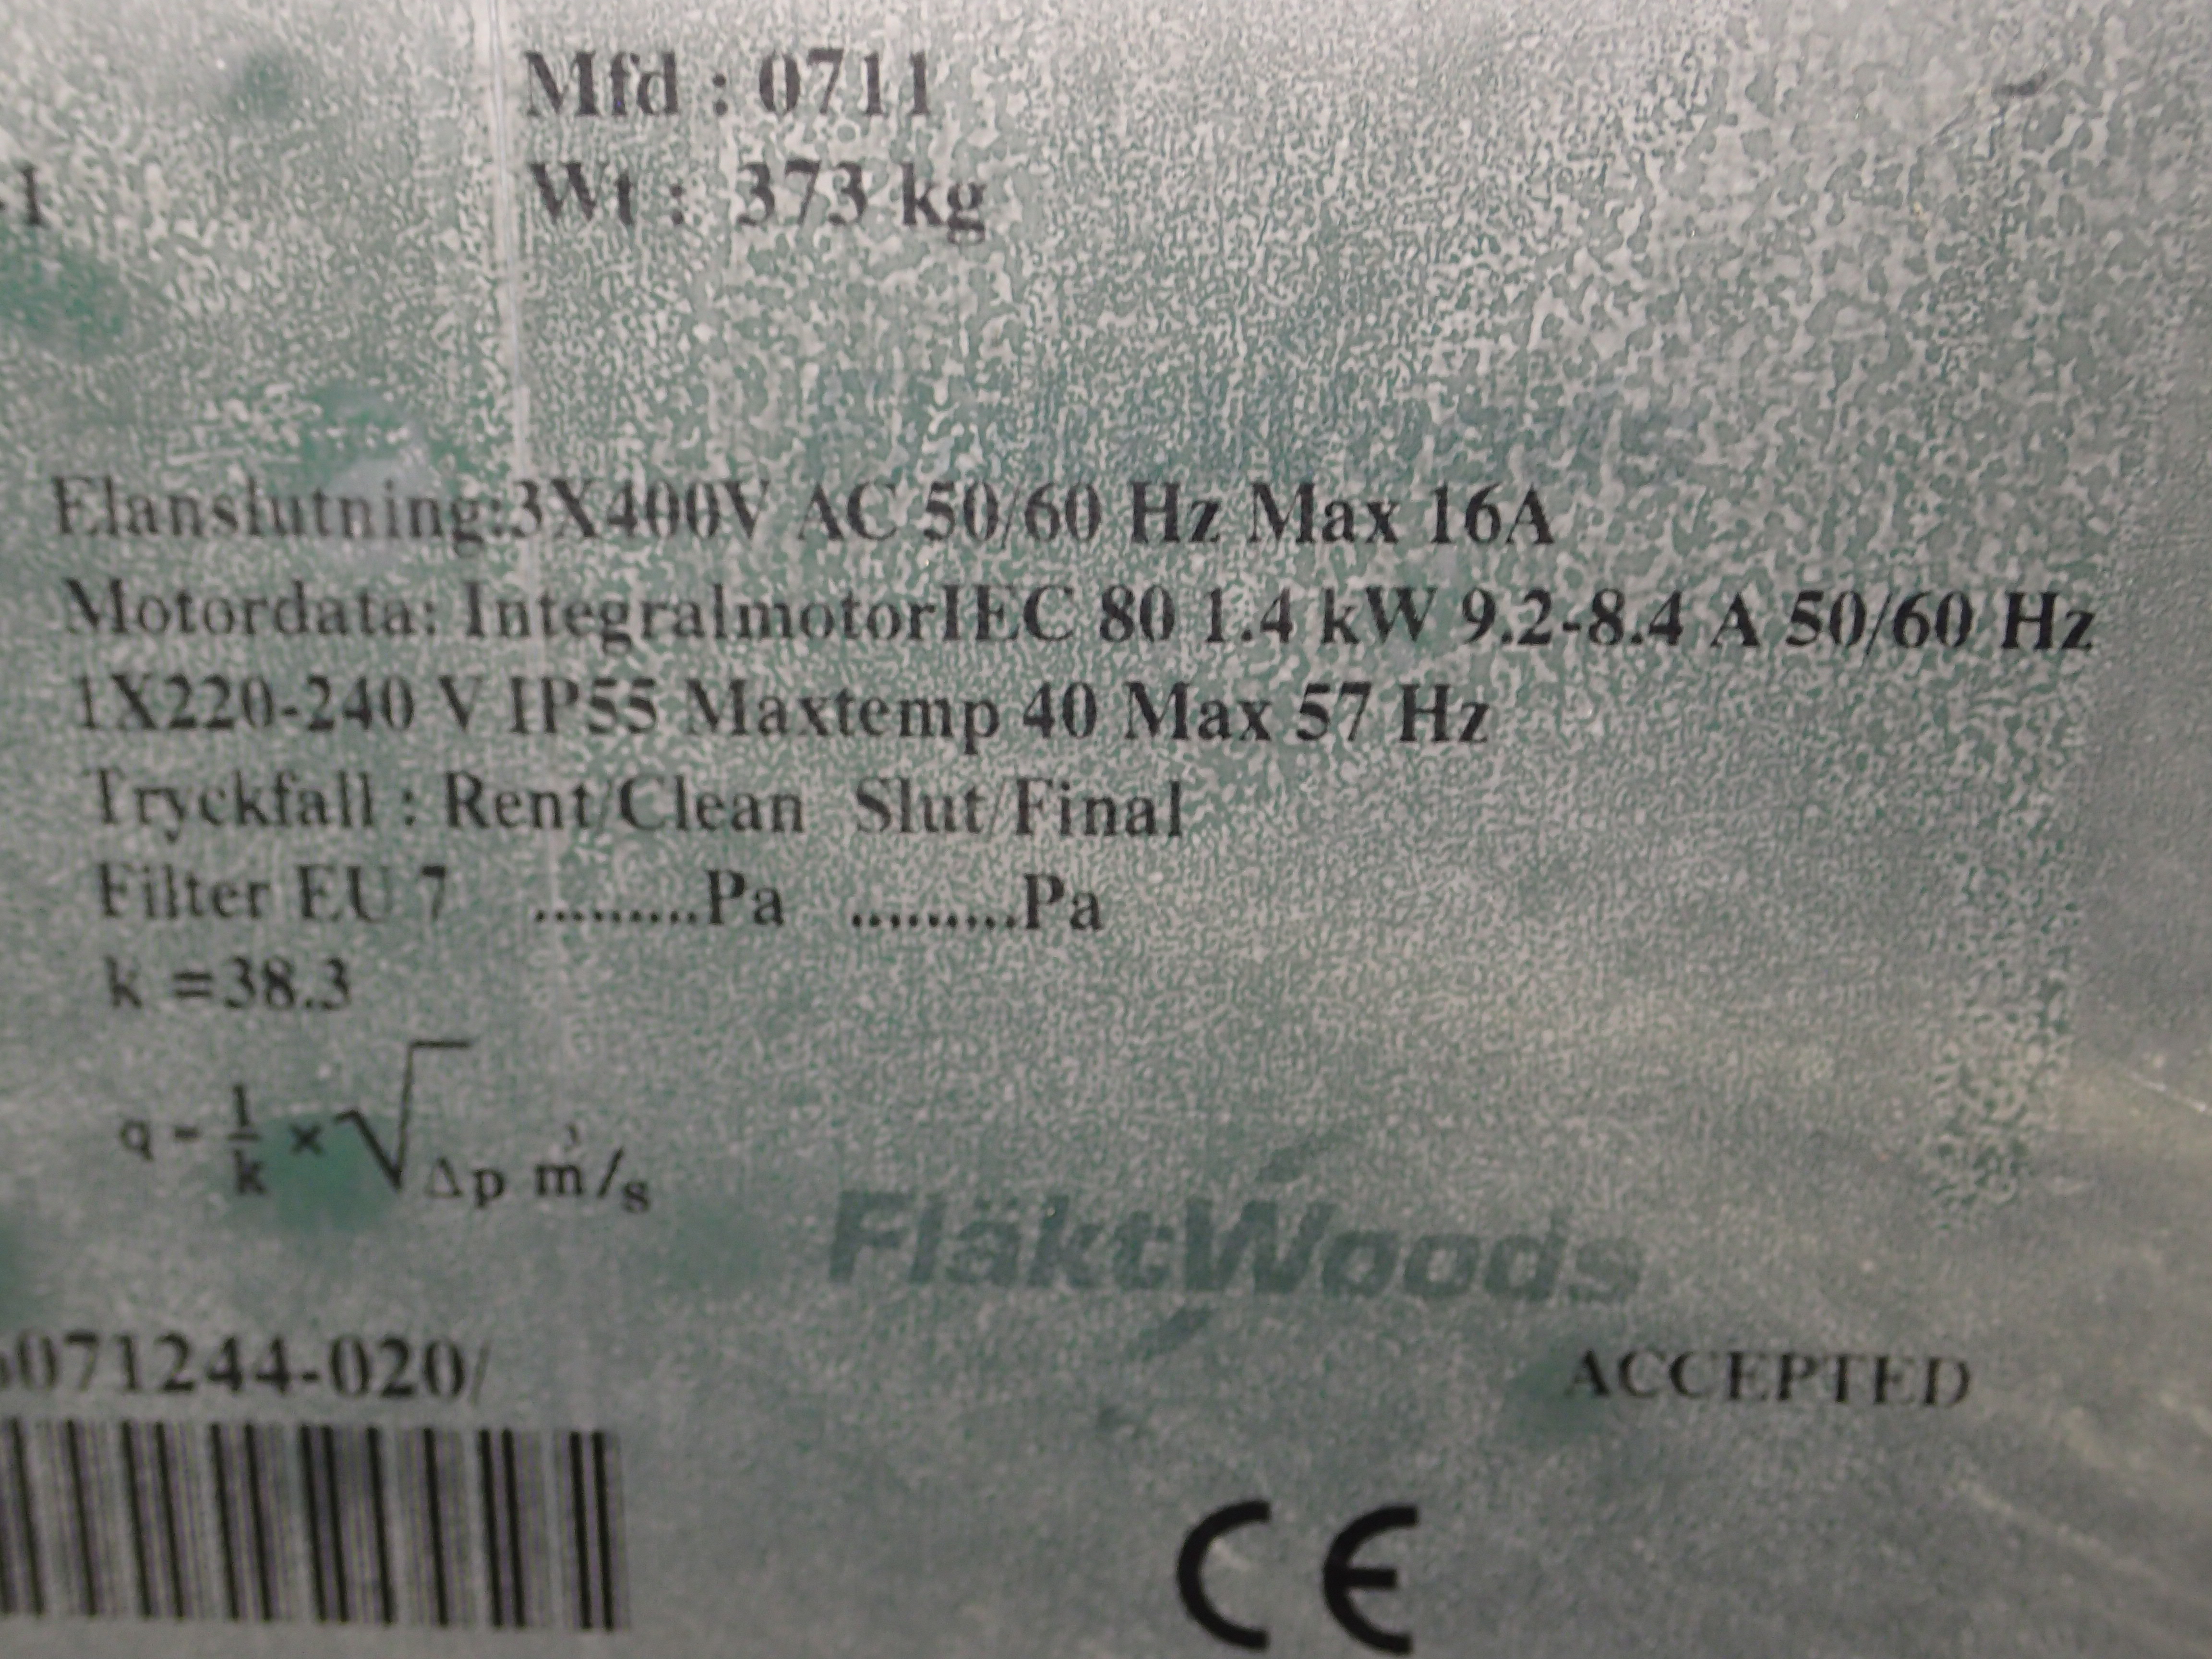 Mfd : 0711
-1
Wt : 373 kg
Elanslutning:3X400V AC 50/60 Hz Max 16A
Motordata: IntegralmotorIEC 80 1.4 kW 9.2-8.4 A 50/60 Hz
1X220-240 V IP55 Maxtemp 40 Max 57 Hz
Tryckfall : Rent/Clean Slut/Final
Filter EU 7 .........Pa .........Pa
k =38.3
q = 1/k × √Δp m³/s
FläktWoods
071244-020/
ACCEPTED
CE